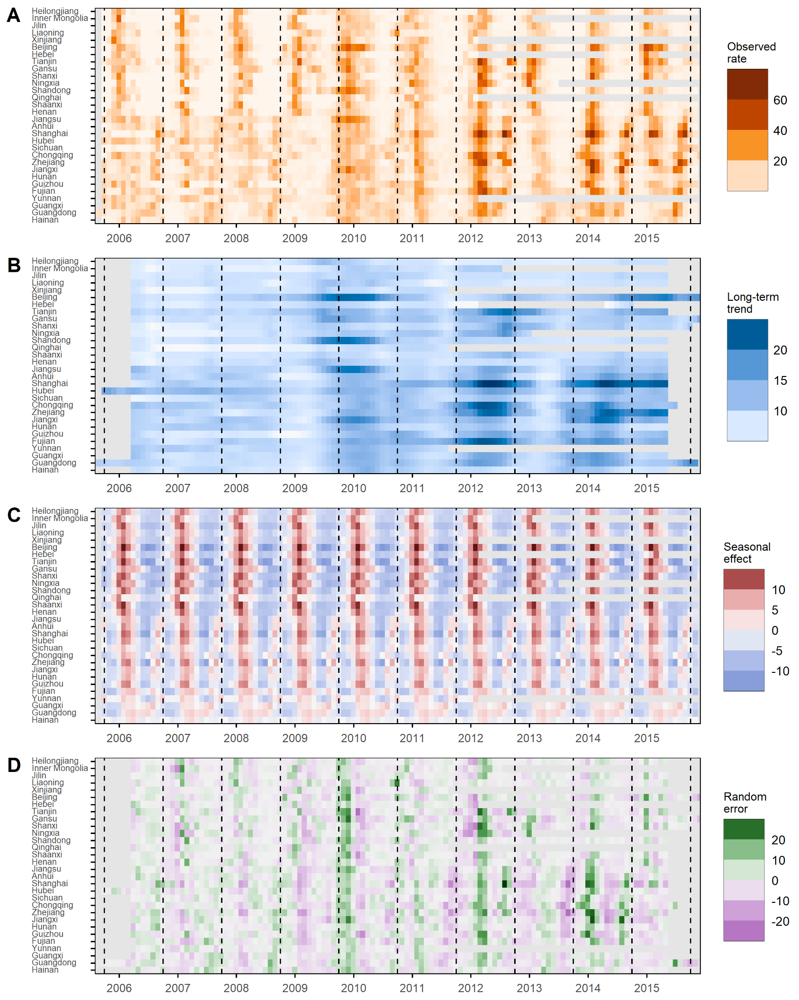 A
Heilongjiang
Inner Mongolia
Jilin
Liaoning
Xinjiang
Beijing
Hebei
Tianjin
Gansu
Shanxi
Ningxia
Shandong
Qinghai
Shaanxi
Henan
Jiangsu
Anhui
Shanghai
Hubei
Sichuan
Chongqing
Zhejiang
Jiangxi
Hunan
Guizhou
Fujian
Yunnan
Guangxi
Guangdong
Hainan
2006 2007 2008 2009 2010 2011 2012 2013 2014 2015
Observed
rate
60
40
20
B
Heilongjiang
Inner Mongolia
Jilin
Liaoning
Xinjiang
Beijing
Hebei
Tianjin
Gansu
Shanxi
Ningxia
Shandong
Qinghai
Shaanxi
Henan
Jiangsu
Anhui
Shanghai
Hubei
Sichuan
Chongqing
Zhejiang
Jiangxi
Hunan
Guizhou
Fujian
Yunnan
Guangxi
Guangdong
Hainan
2006 2007 2008 2009 2010 2011 2012 2013 2014 2015
Long-term
trend
20
15
10
C
Heilongjiang
Inner Mongolia
Jilin
Liaoning
Xinjiang
Beijing
Hebei
Tianjin
Gansu
Shanxi
Ningxia
Shandong
Qinghai
Shaanxi
Henan
Jiangsu
Anhui
Shanghai
Hubei
Sichuan
Chongqing
Zhejiang
Jiangxi
Hunan
Guizhou
Fujian
Yunnan
Guangxi
Guangdong
Hainan
2006 2007 2008 2009 2010 2011 2012 2013 2014 2015
Seasonal
effect
10
5
0
-5
-10
D
Heilongjiang
Inner Mongolia
Jilin
Liaoning
Xinjiang
Beijing
Hebei
Tianjin
Gansu
Shanxi
Ningxia
Shandong
Qinghai
Shaanxi
Henan
Jiangsu
Anhui
Shanghai
Hubei
Sichuan
Chongqing
Zhejiang
Jiangxi
Hunan
Guizhou
Fujian
Yunnan
Guangxi
Guangdong
Hainan
2006 2007 2008 2009 2010 2011 2012 2013 2014 2015
Random
error
20
10
0
-10
-20